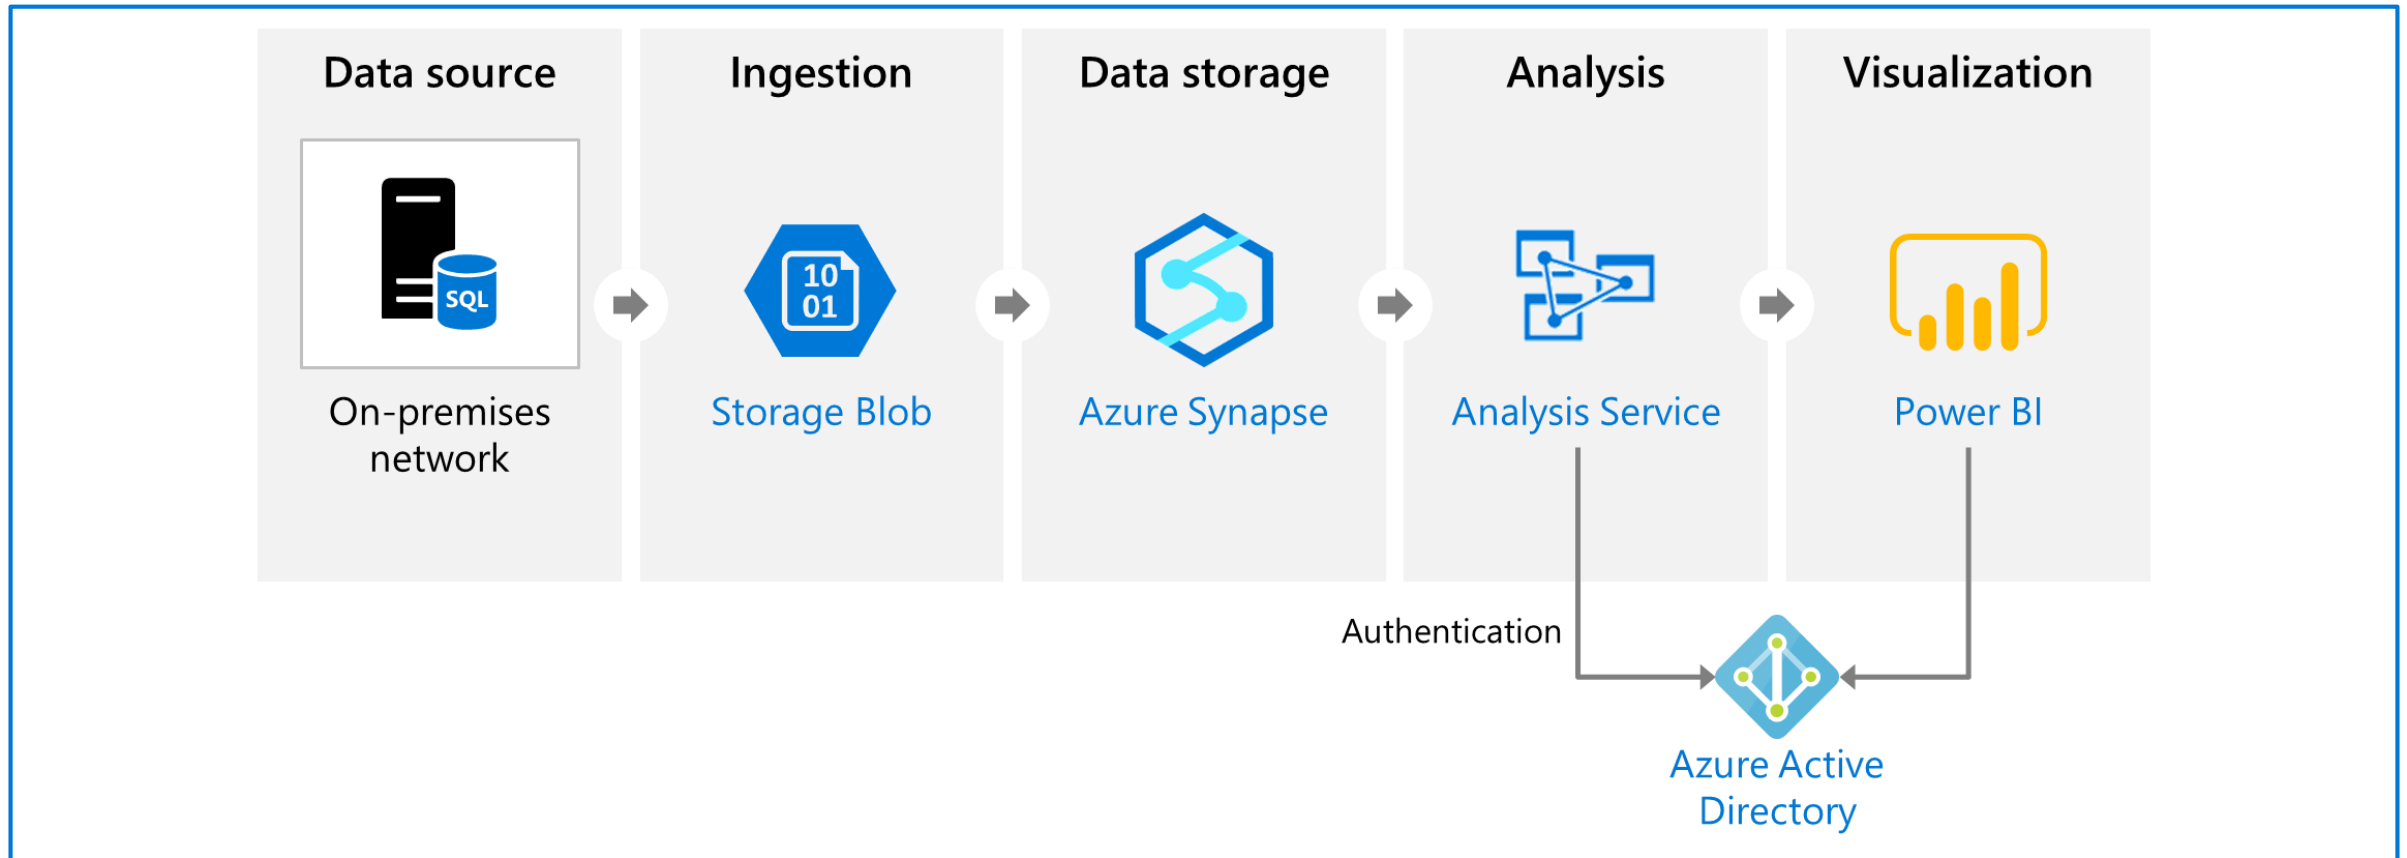 Data source
Ingestion
Data storage
Analysis
Visualization
SQL
10
01
On-premises
network
Storage Blob
Azure Synapse
Analysis Service
Power BI
Authentication
Azure Active
Directory